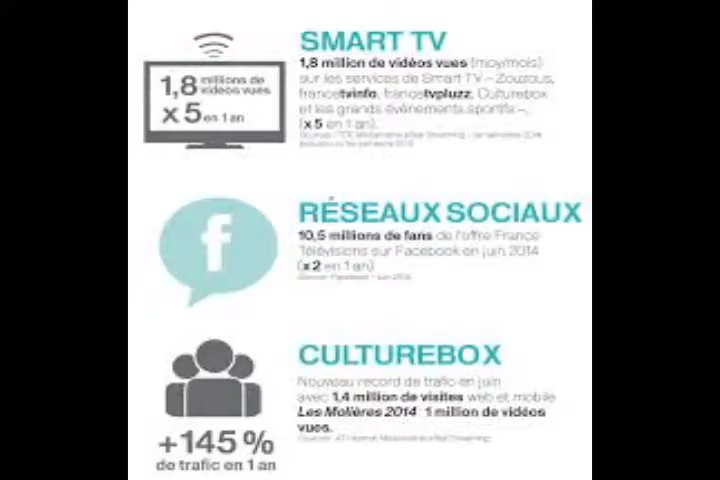 SMART TV
1,8 million de vidéos vues (moy/mois)
sur les services de Smart TV – Zouzous,
francetvinfo, francetvpluzz, Culturebox
et les grands événements sportifs –,
(x 5 en 1 an).
1,8 millions de
vidéos vues
x 5 en 1 an
RÉSEAUX SOCIAUX
10,5 millions de fans de l'offre France
Télévisions sur Facebook en juin 2014
(x 2 en 1 an)
Source : Facebook – juin 2014
f
CULTUREBOX
Nouveau record de trafic en juin
avec 1,4 million de visites web et mobile
Les Molières 2014 1 million de vidéos
vues.
+145 %
de trafic en 1 an